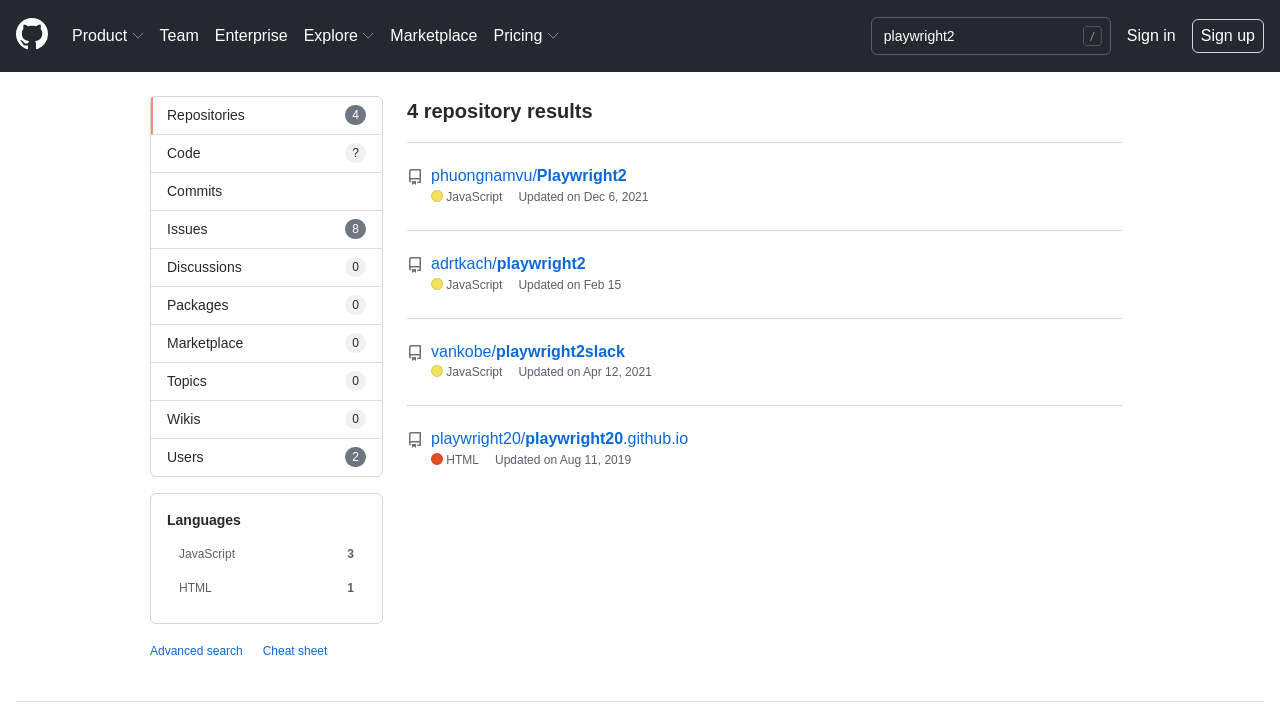 Product Team Enterprise Explore Marketplace Pricing playwright2 / Sign in Sign up
Repositories 4
Code ?
Commits
Issues 8
Discussions 0
Packages 0
Marketplace 0
Topics 0
Wikis 0
Users 2
Languages
JavaScript 3
HTML 1
Advanced search Cheat sheet
4 repository results
phuongnamvu/Playwright2
JavaScript Updated on Dec 6, 2021
adrtkach/playwright2
JavaScript Updated on Feb 15
vankobe/playwright2slack
JavaScript Updated on Apr 12, 2021
playwright20/playwright20.github.io
HTML Updated on Aug 11, 2019